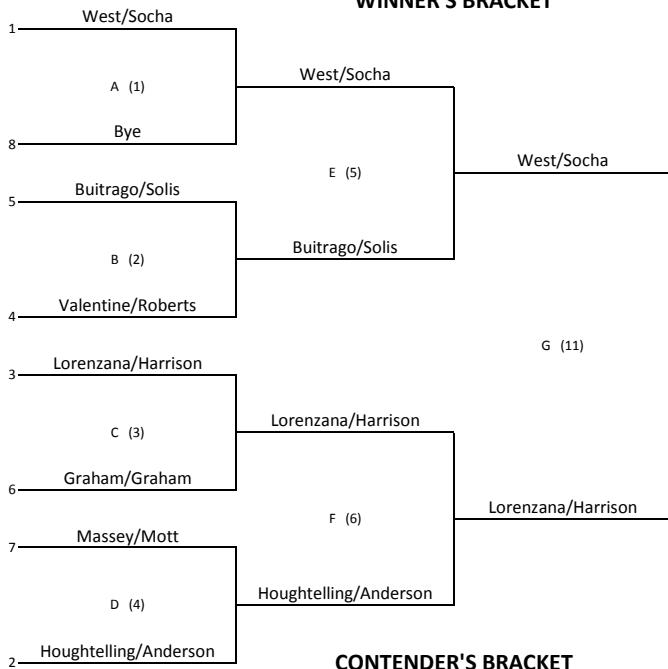 WINNER'S BRACKET
West/Socha
1
West/Socha
A (1)
Bye
8
E (5)
West/Socha
Buitrago/Solis
5
Buitrago/Solis
B (2)
Valentine/Roberts
4
G (11)
Lorenzana/Harrison
3
Lorenzana/Harrison
C (3)
Graham/Graham
6
F (6)
Lorenzana/Harrison
Massey/Mott
7
Houghtelling/Anderson
D (4)
Houghtelling/Anderson
2
CONTENDER'S BRACKET